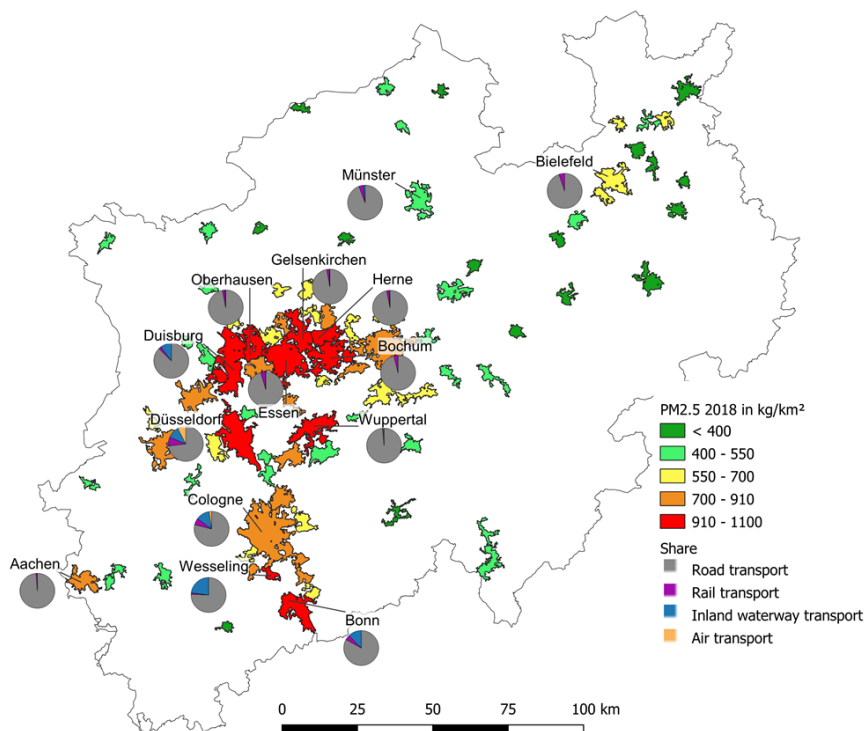 Münster
Bielefeld
Gelsenkirchen
Oberhausen
Herne
Duisburg
Bochum
Essen
Düsseldorf
Wuppertal
Cologne
Aachen
Wesseling
Bonn
PM2.5 2018 in kg/km²
< 400
400 - 550
550 - 700
700 - 910
910 - 1100
Share
Road transport
Rail transport
Inland waterway transport
Air transport
0 25 50 75 100 km